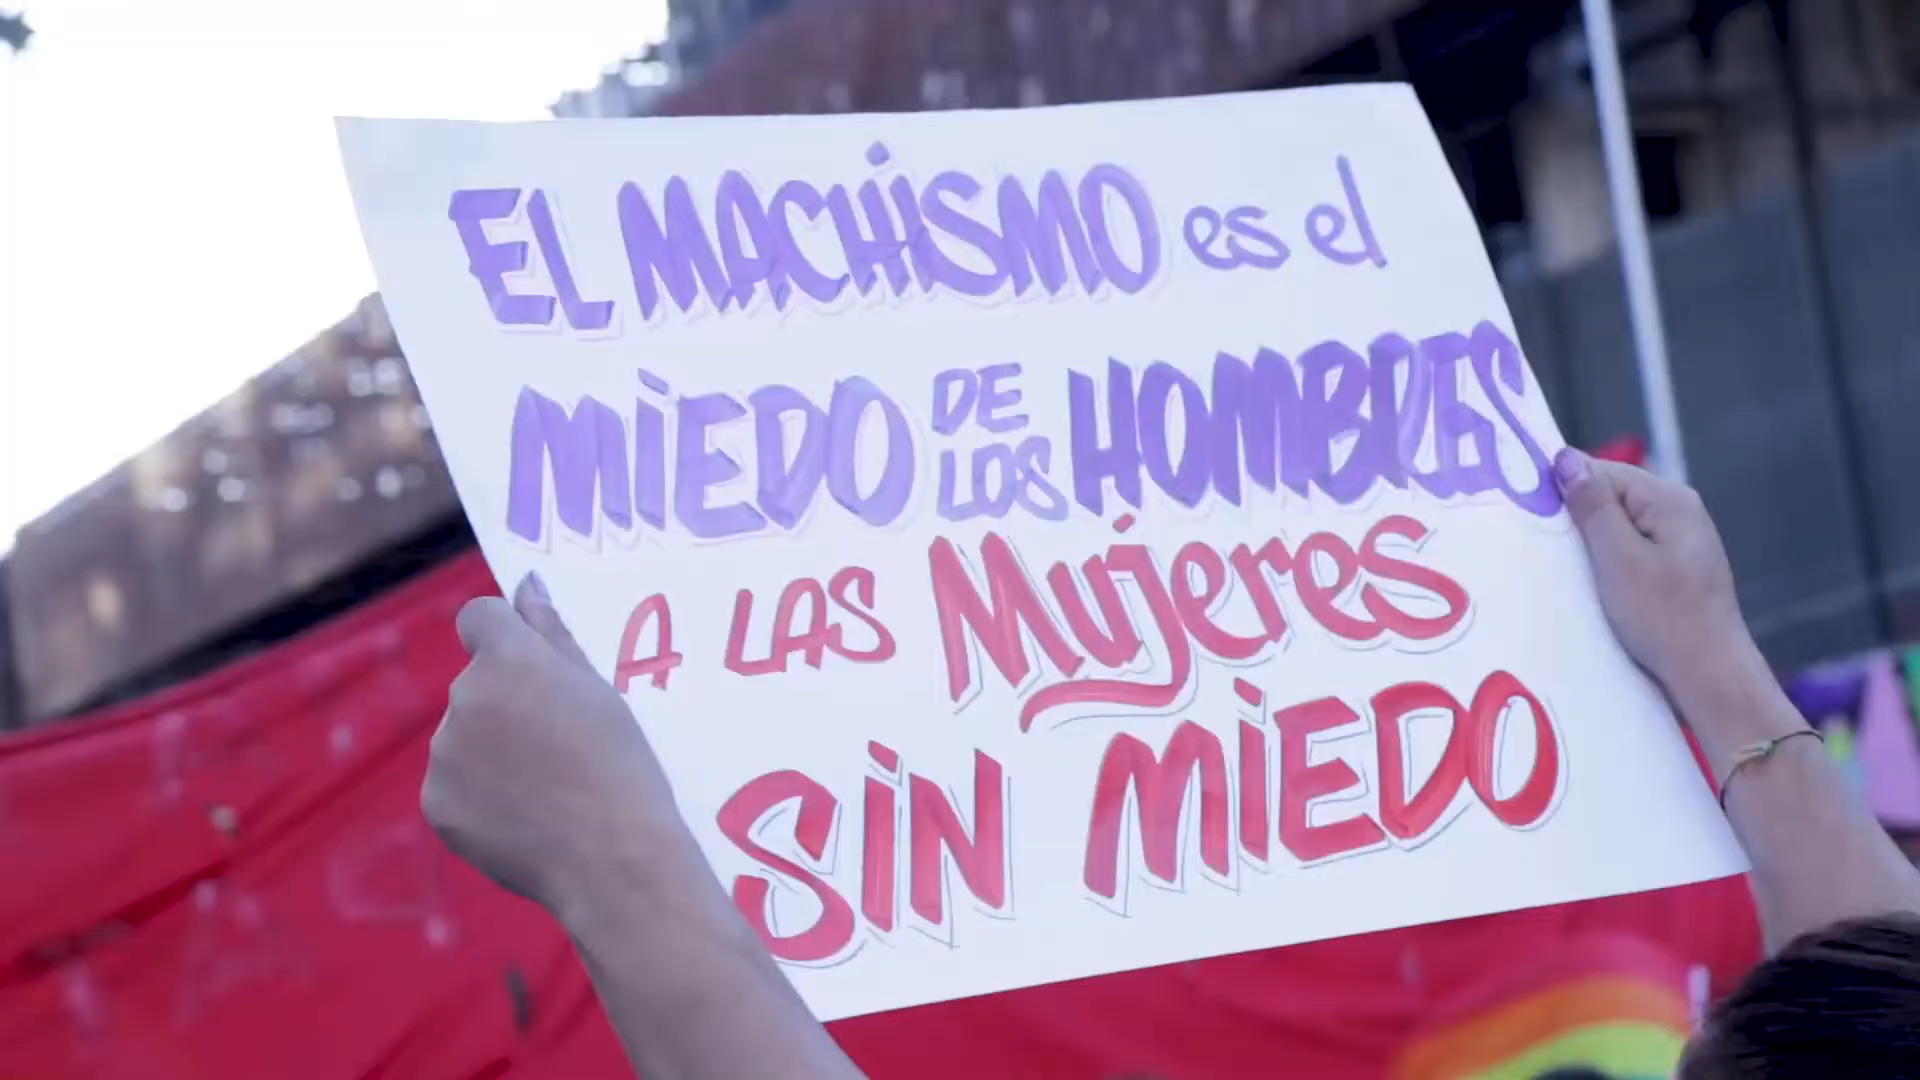 EL MACHiSMO es el
MiEDO DE LOS HOMBRES
A LAS Mujeres
SiN MiEDO